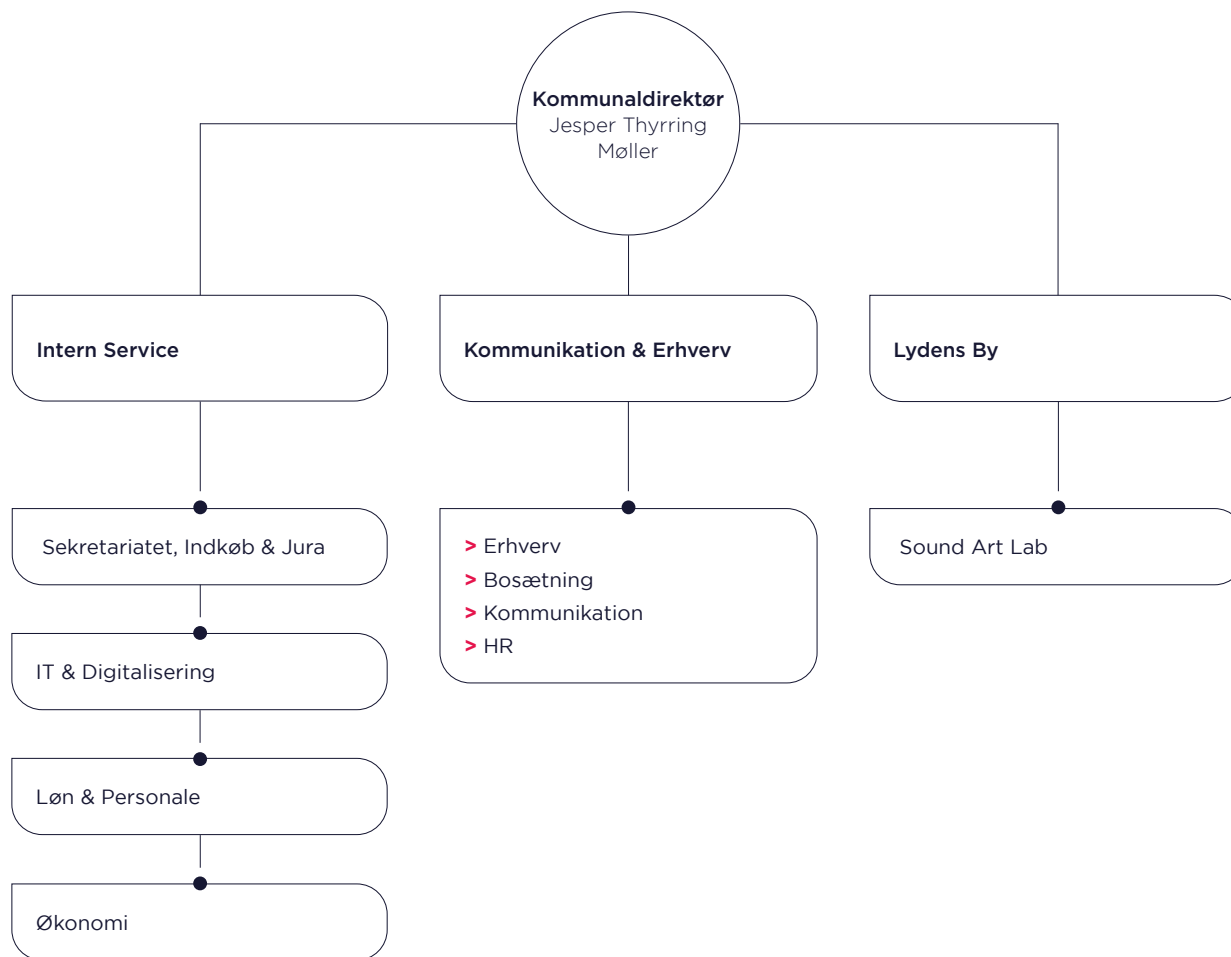 Kommunaldirektør
Jesper Thyrring
Møller
Intern Service
Kommunikation & Erhverv
Lydens By
Sekretariatet, Indkøb & Jura
IT & Digitalisering
Løn & Personale
Økonomi
> Erhverv
> Bosætning
> Kommunikation
> HR
Sound Art Lab